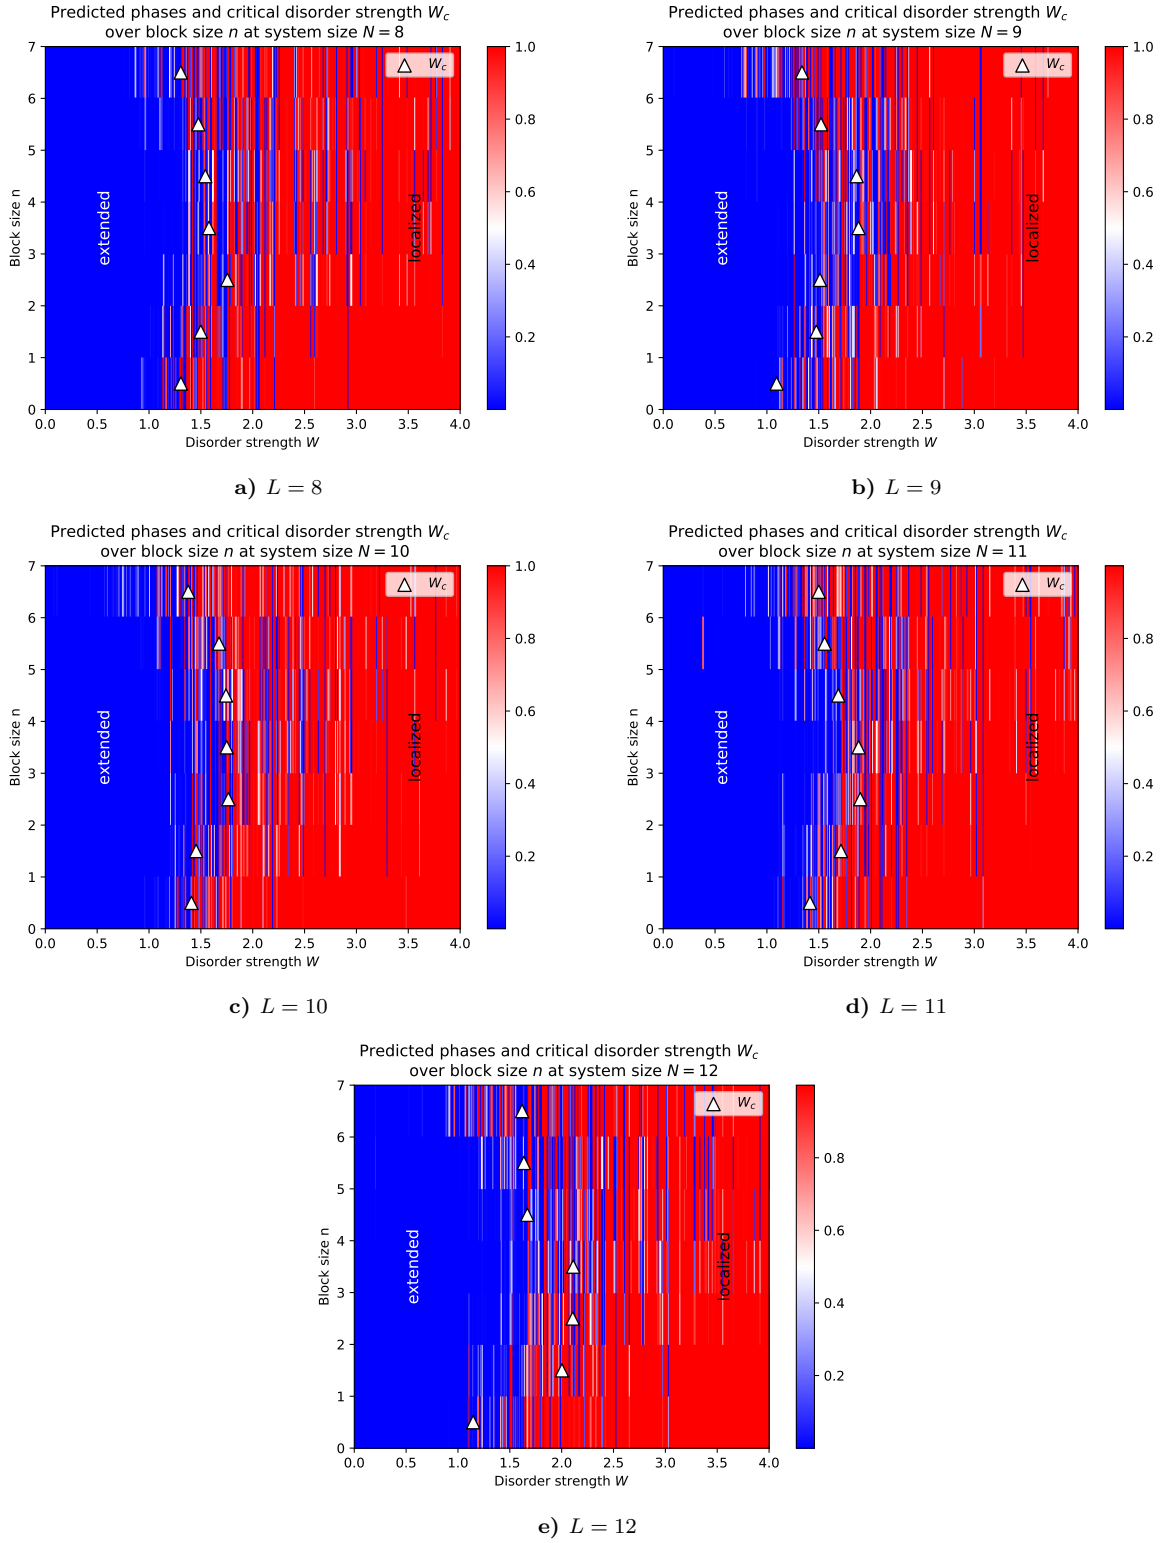 Predicted phases and critical disorder strength W_c
over block size n at system size N = 8
7
6
5
4
3
2
1
0
Block size n
extended
localized
W_c
0.0 0.5 1.0 1.5 2.0 2.5 3.0 3.5 4.0
Disorder strength W
1.0
0.8
0.6
0.4
0.2
a) L = 8
Predicted phases and critical disorder strength W_c
over block size n at system size N = 9
7
6
5
4
3
2
1
0
Block size n
extended
localized
W_c
0.0 0.5 1.0 1.5 2.0 2.5 3.0 3.5 4.0
Disorder strength W
1.0
0.8
0.6
0.4
0.2
b) L = 9
Predicted phases and critical disorder strength W_c
over block size n at system size N = 10
7
6
5
4
3
2
1
0
Block size n
extended
localized
W_c
0.0 0.5 1.0 1.5 2.0 2.5 3.0 3.5 4.0
Disorder strength W
1.0
0.8
0.6
0.4
0.2
c) L = 10
Predicted phases and critical disorder strength W_c
over block size n at system size N = 11
7
6
5
4
3
2
1
0
Block size n
extended
localized
W_c
0.0 0.5 1.0 1.5 2.0 2.5 3.0 3.5 4.0
Disorder strength W
0.8
0.6
0.4
0.2
d) L = 11
Predicted phases and critical disorder strength W_c
over block size n at system size N = 12
7
6
5
4
3
2
1
0
Block size n
extended
localized
W_c
0.0 0.5 1.0 1.5 2.0 2.5 3.0 3.5 4.0
Disorder strength W
0.8
0.6
0.4
0.2
e) L = 12